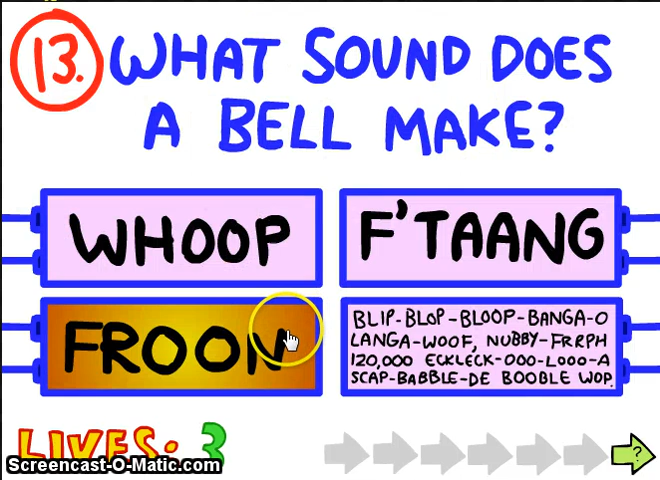 13. WHAT SOUND DOES
A BELL MAKE?
WHOOP
F'TAANG
FROON
BLIP-BLOP-BLOOP-BANGA-O
LANGA-WOOF, NUBBY-FRRPH
120,000 ECKLECK-OOO-LOOO-A
SCAP-BABBLE-DE BOOBLE WOP.
LIVES: 3
?
Screencast-O-Matic.com